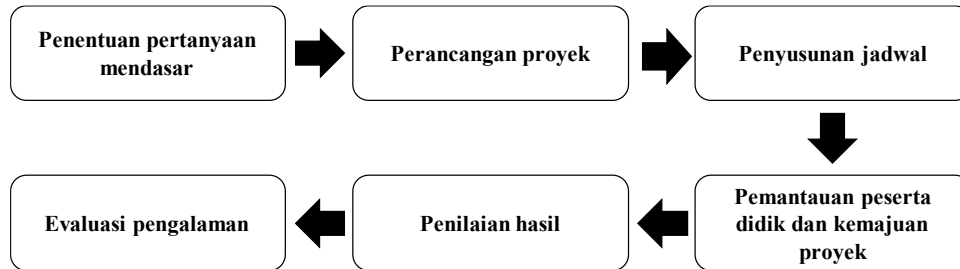 Penentuan pertanyaan
mendasar
Perancangan proyek
Penyusunan jadwal
Pemantauan peserta
didik dan kemajuan
proyek
Penilaian hasil
Evaluasi pengalaman